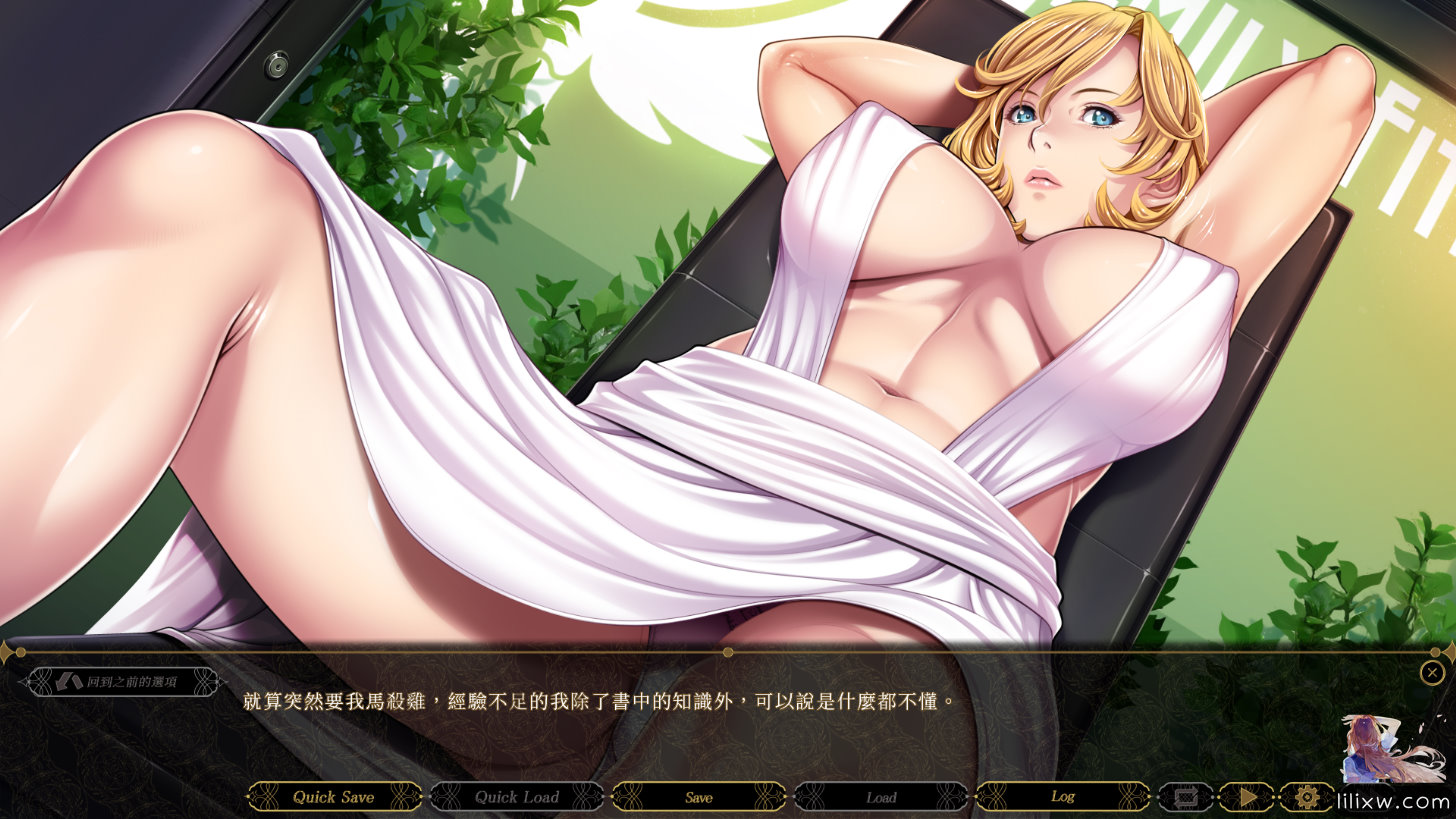 回到之前的選項
就算突然要我馬殺雞，經驗不足的我除了書中的知識外，可以說是什麼都不懂。
Quick Save
Quick Load
Save
Load
Log
lilixw.com